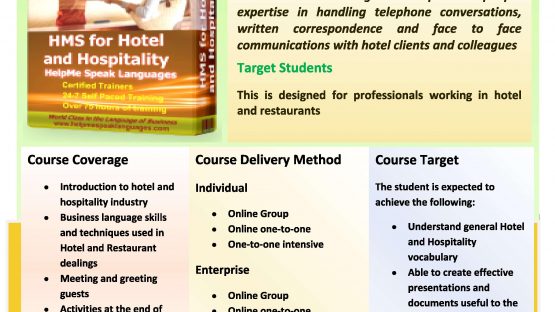 expertise in handling telephone conversations,
written correspondence and face to face
communications with hotel clients and colleagues
Target Students
This is designed for professionals working in hotel
and restaurants
HMS for Hotel
and Hospitality
HelpMe Speak Languages
Certified Trainers
24-7 Self Paced Training
Over 75 hours of training
World Class in the Language of Business
www.helpmespeaklanguages.com
HMS for Ho
and Hospita
Course Coverage
• Introduction to hotel and
hospitality industry
• Business language skills
and techniques used in
Hotel and Restaurant
dealings
• Meeting and greeting
guests
• Activities at the end of
Course Delivery Method
Individual
• Online Group
• Online one-to-one
• One-to-one intensive
Enterprise
• Online Group
• Online one-to-one
Course Target
The student is expected to
achieve the following:
• Understand general Hotel
and Hospitality
vocabulary
• Able to create effective
presentations and
documents useful to the